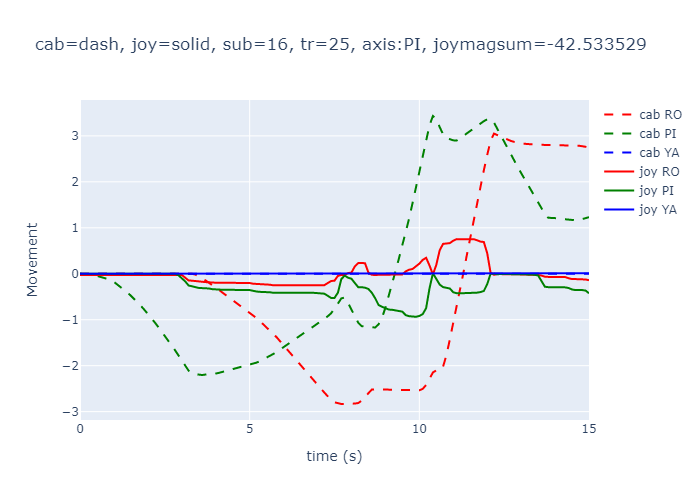 cab=dash, joy=solid, sub=16, tr=25, axis:PI, joymagsum=-42.533529
cab RO
cab PI
cab YA
joy RO
joy PI
joy YA
Movement
3
2
1
0
−1
−2
−3
0
5
10
15
time (s)